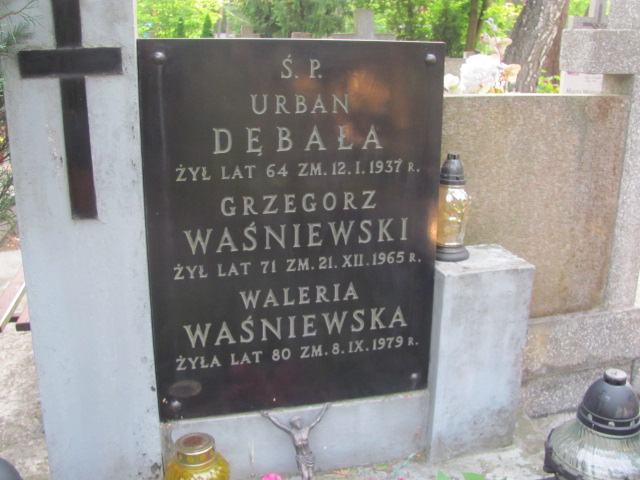 Ś. P.
URBAN
DĘBAŁA
ŻYŁ LAT 64 ZM. 12. I. 1937 R.
GRZEGORZ
WAŚNIEWSKI
ŻYŁ LAT 71 ZM. 21. XII. 1965 R.
WALERIA
WAŚNIEWSKA
ŻYŁA LAT 80 ZM. 8. IX. 1979 R.